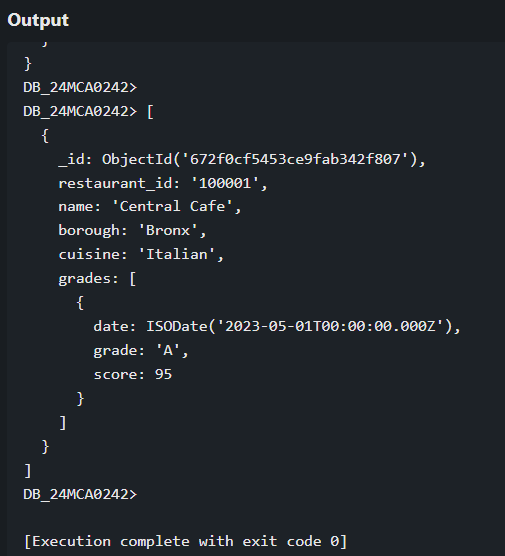 Output
}
DB_24MCA0242>
DB_24MCA0242> [
  {
    _id: ObjectId('672f0cf5453ce9fab342f807'),
    restaurant_id: '100001',
    name: 'Central Cafe',
    borough: 'Bronx',
    cuisine: 'Italian',
    grades: [
      {
        date: ISODate('2023-05-01T00:00:00.000Z'),
        grade: 'A',
        score: 95
      }
    ]
  }
]
DB_24MCA0242>
[Execution complete with exit code 0]